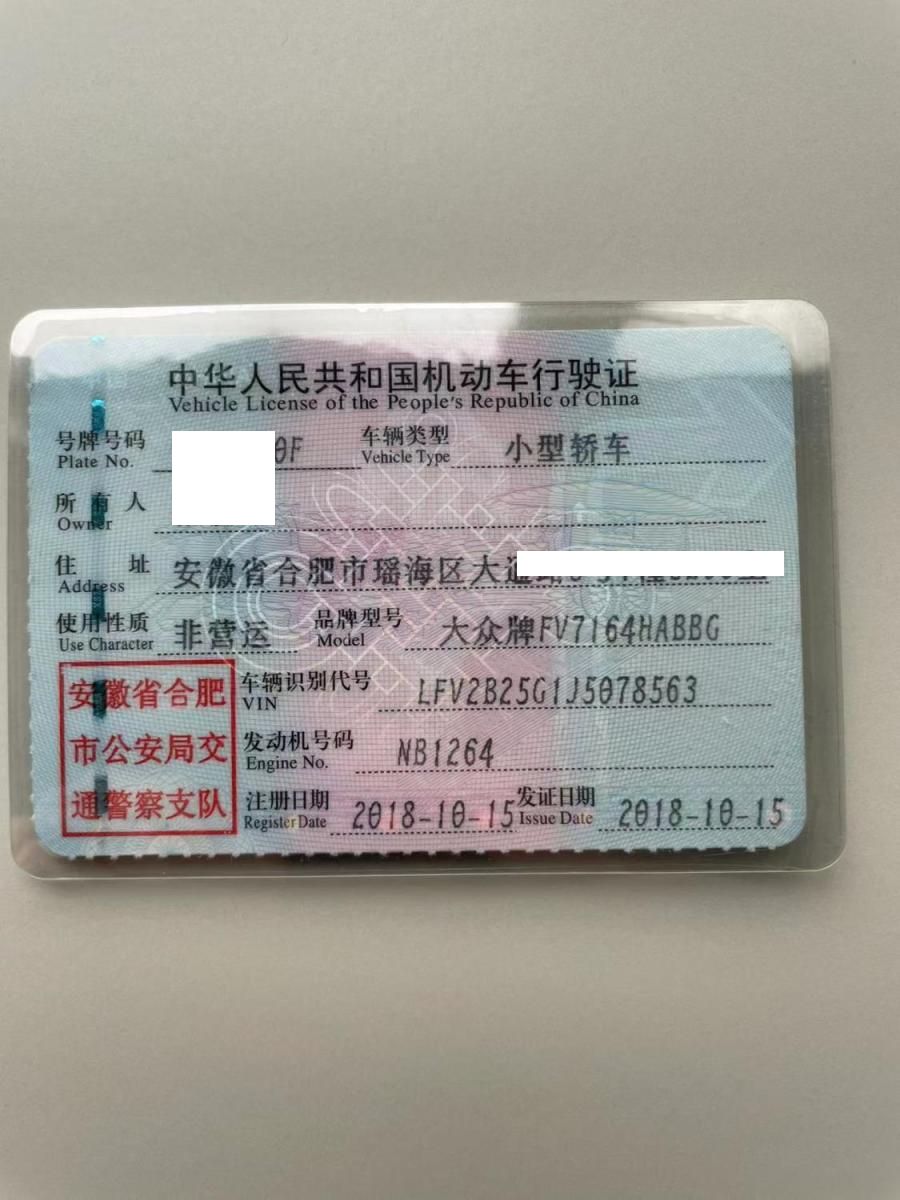 中华人民共和国机动车行驶证
Vehicle License of the People's Republic of China
号牌号码 0F 车辆类型 小型轿车
Plate No. Vehicle Type
所有人
Owner
住址 安徽省合肥市瑶海区大通
Address
使用性质 非营运 品牌型号 大众牌FV7164HABBG
Use Character Model
安徽省合肥 车辆识别代号 LFV2B25G1J5078563
VIN
市公安局交 发动机号码 NB1264
Engine No.
通警察支队 注册日期 2018-10-15 发证日期 2018-10-15
Register Date Issue Date